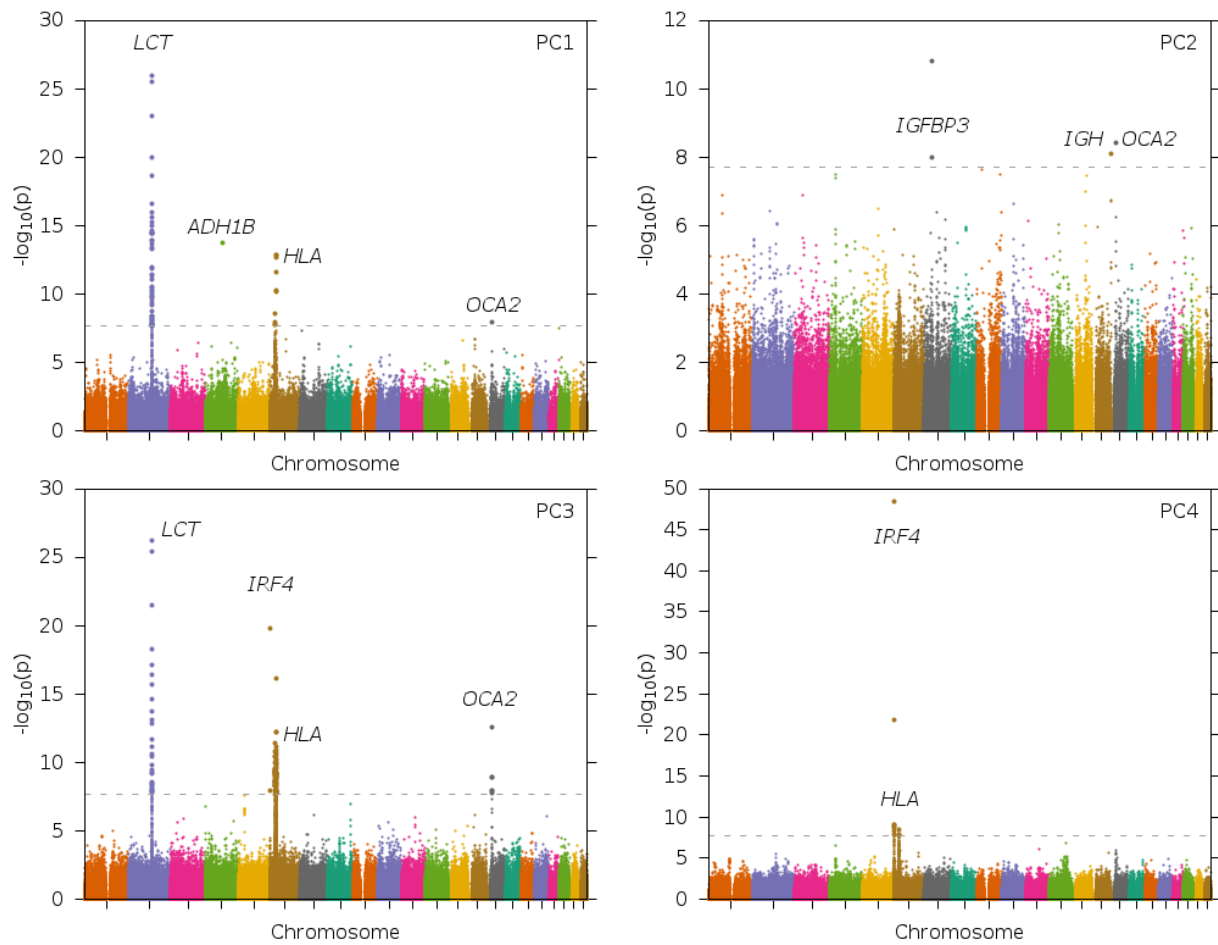 30
LCT
PC1
25
20
ADH1B
15
HLA
10
OCA2
5
0
-log10(p)
Chromosome
12
PC2
10
IGFBP3
IGH OCA2
8
6
4
2
0
-log10(p)
Chromosome
30
LCT
PC3
25
IRF4
20
15
OCA2
HLA
10
5
0
-log10(p)
Chromosome
50
PC4
IRF4
45
40
35
30
25
20
15
HLA
10
5
0
-log10(p)
Chromosome